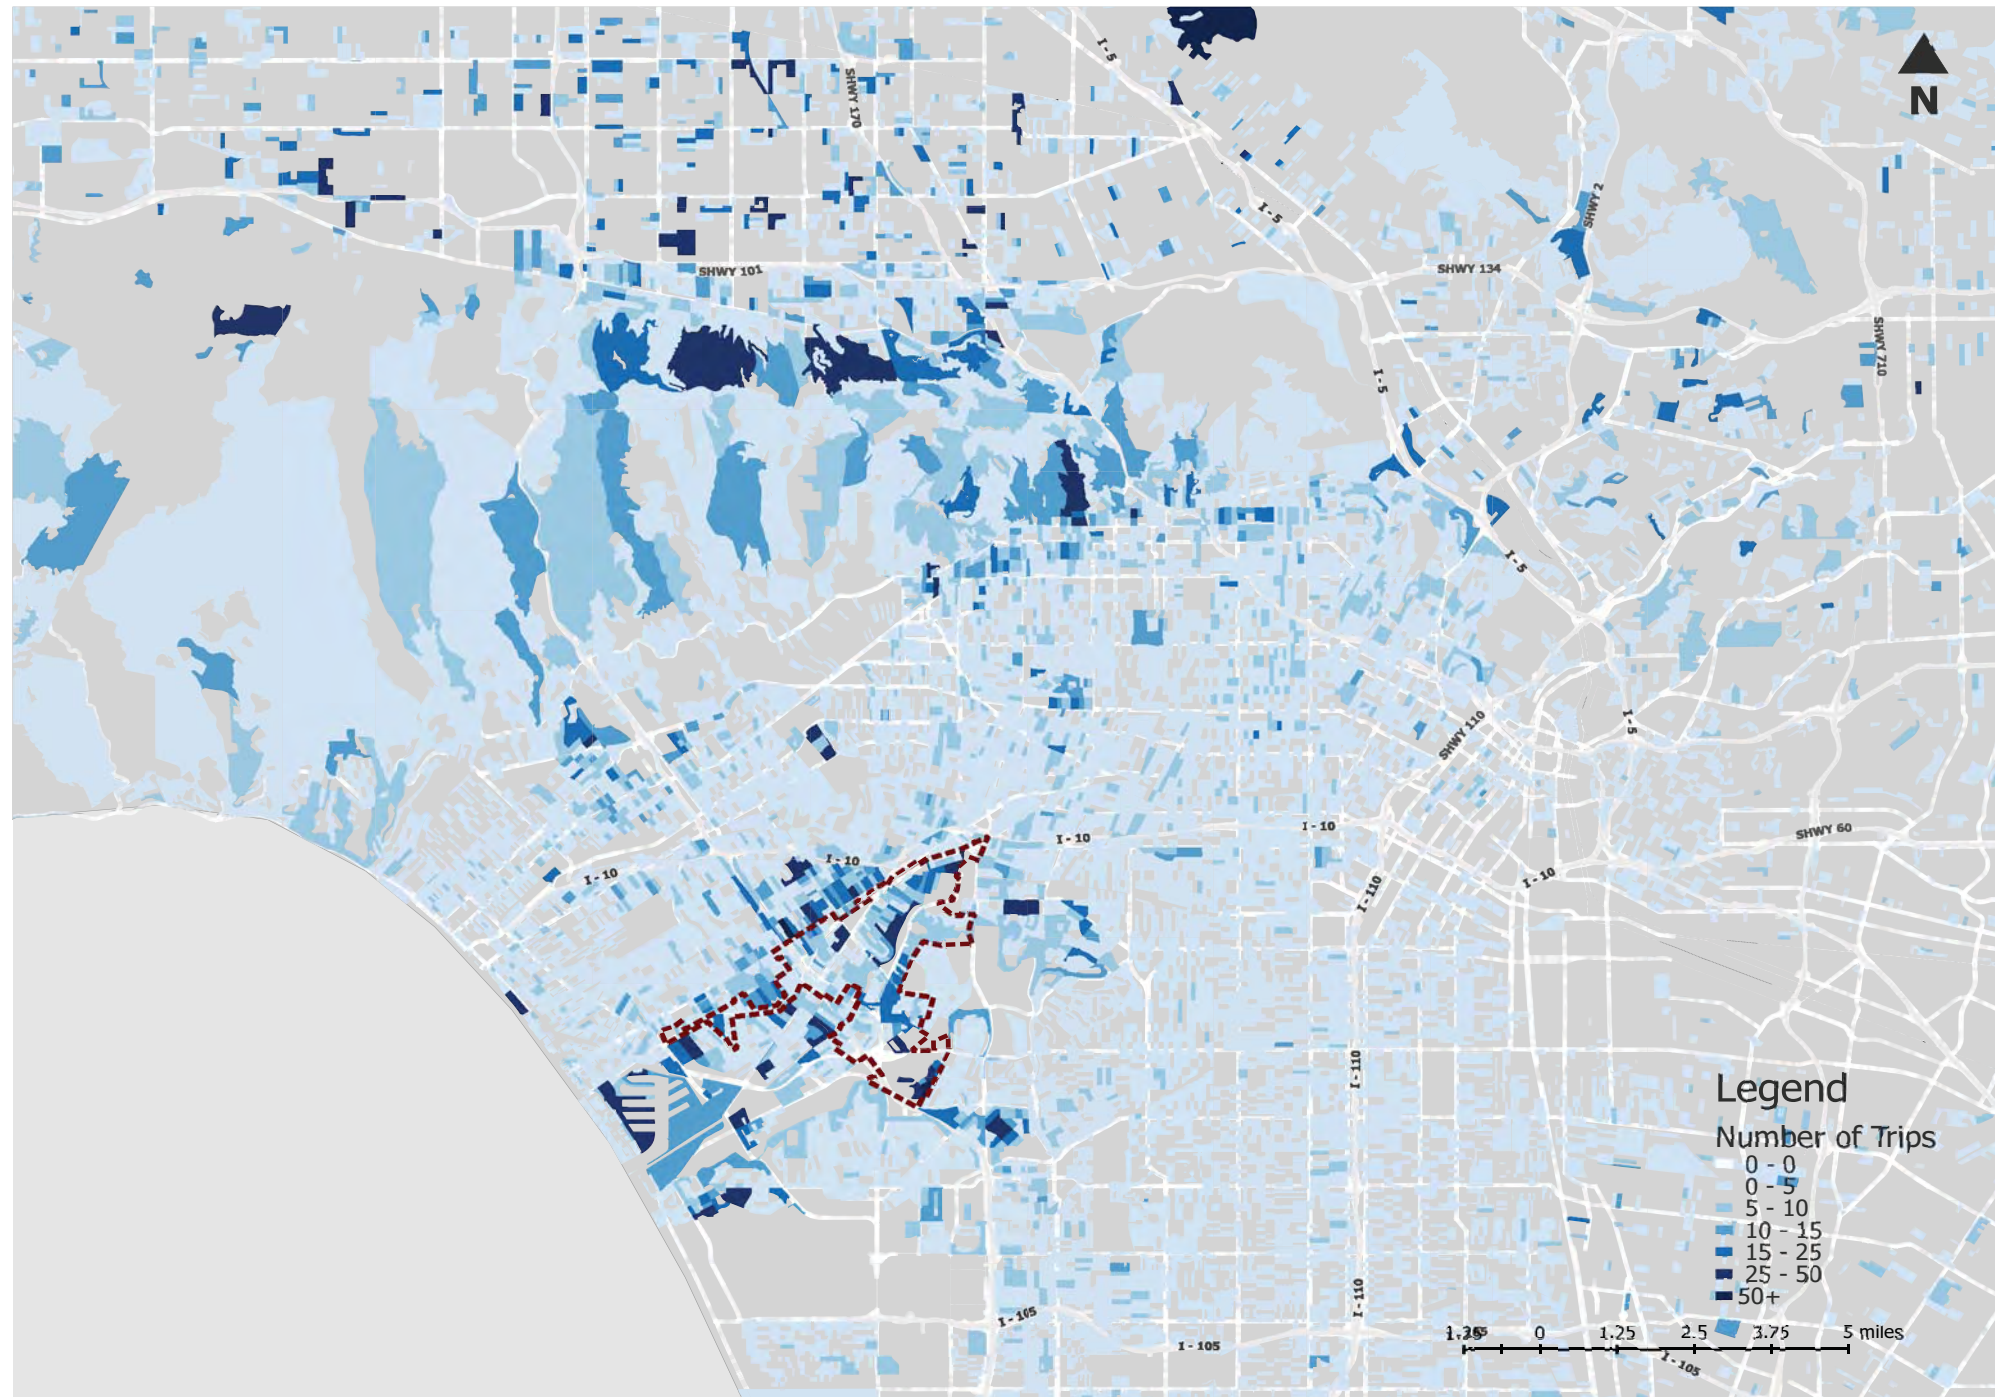 I - 5
SHWY 170
N
SHWY 2
I - 5
SHWY 101
SHWY 134
SHWY 710
I - 5
I - 5
I - 5
SHWY 110
I - 10
I - 10
SHWY 60
I - 10
I - 10
I - 10
I - 110
I - 110
Legend
Number of Trips
0 - 0
0 - 5
5 - 10
10 - 15
15 - 25
25 - 50
50+
I - 110
I - 105
I - 105
1.25 0 1.25 2.5 3.75 5 miles
I - 105